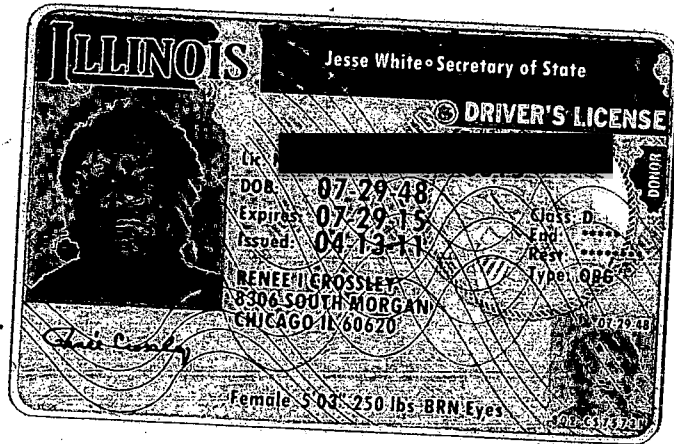 ILLINOIS
Jesse White • Secretary of State
DRIVER'S LICENSE
DONOR
Lic.
DOB: 07-29-48
Expires: 07-29-15
Issued: 04-13-11
Class: D
End: *****
Rest:
Type: ORG
RENEE I CROSSLEY
8306 SOUTH MORGAN
CHICAGO IL 60620
07-29-48
Female 5'03" 250 lbs BRN Eyes